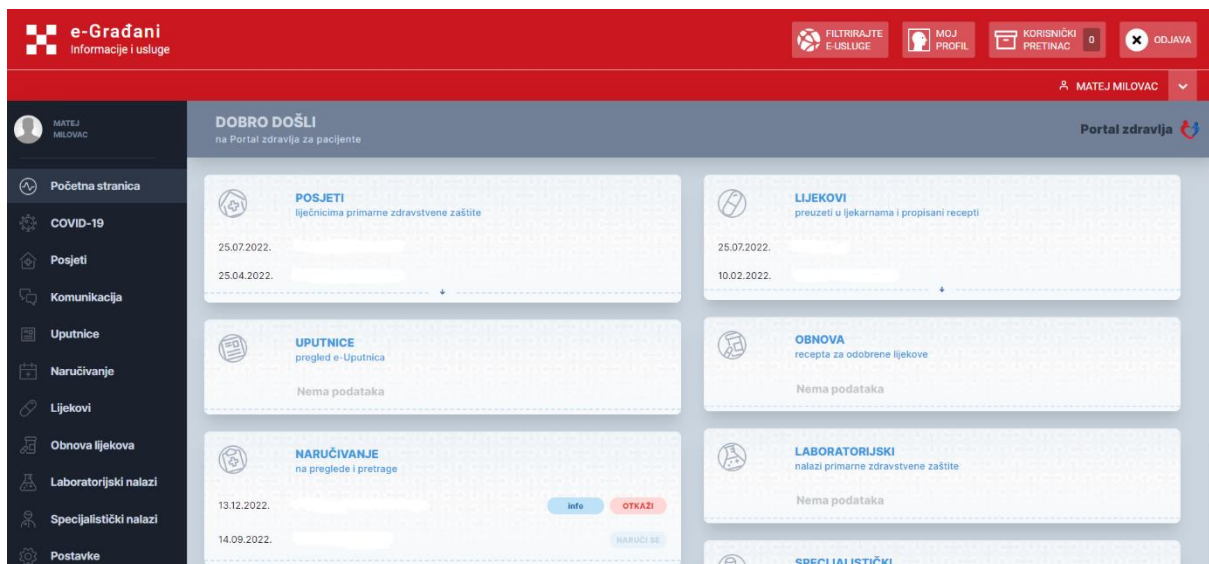 e-Građani
Informacije i usluge
FILTRIRAJTE
E-USLUGE
MOJ
PROFIL
KORISNIČKI
PRETINAC
0
ODJAVA
MATEJ MILOVAC
MATEJ
MILOVAC
Početna stranica
COVID-19
Posjeti
Komunikacija
Uputnice
Naručivanje
Lijekovi
Obnova lijekova
Laboratorijski nalazi
Specijalistički nalazi
Postavke
DOBRO DOŠLI
na Portal zdravlja za pacijente
Portal zdravlja
POSJETI
liječnicima primarne zdravstvene zaštite
25.07.2022.
25.04.2022.
UPUTNICE
pregled e-Uputnica
Nema podataka
NARUČIVANJE
na preglede i pretrage
13.12.2022.
info
OTKAŽI
14.09.2022.
NARUČI SE
LIJEKOVI
preuzeti u ljekarnama i propisani recepti
25.07.2022.
10.02.2022.
OBNOVA
recepta za odobrene lijekove
Nema podataka
LABORATORIJSKI
nalazi primarne zdravstvene zaštite
Nema podataka
SPECIJALISTIČKI